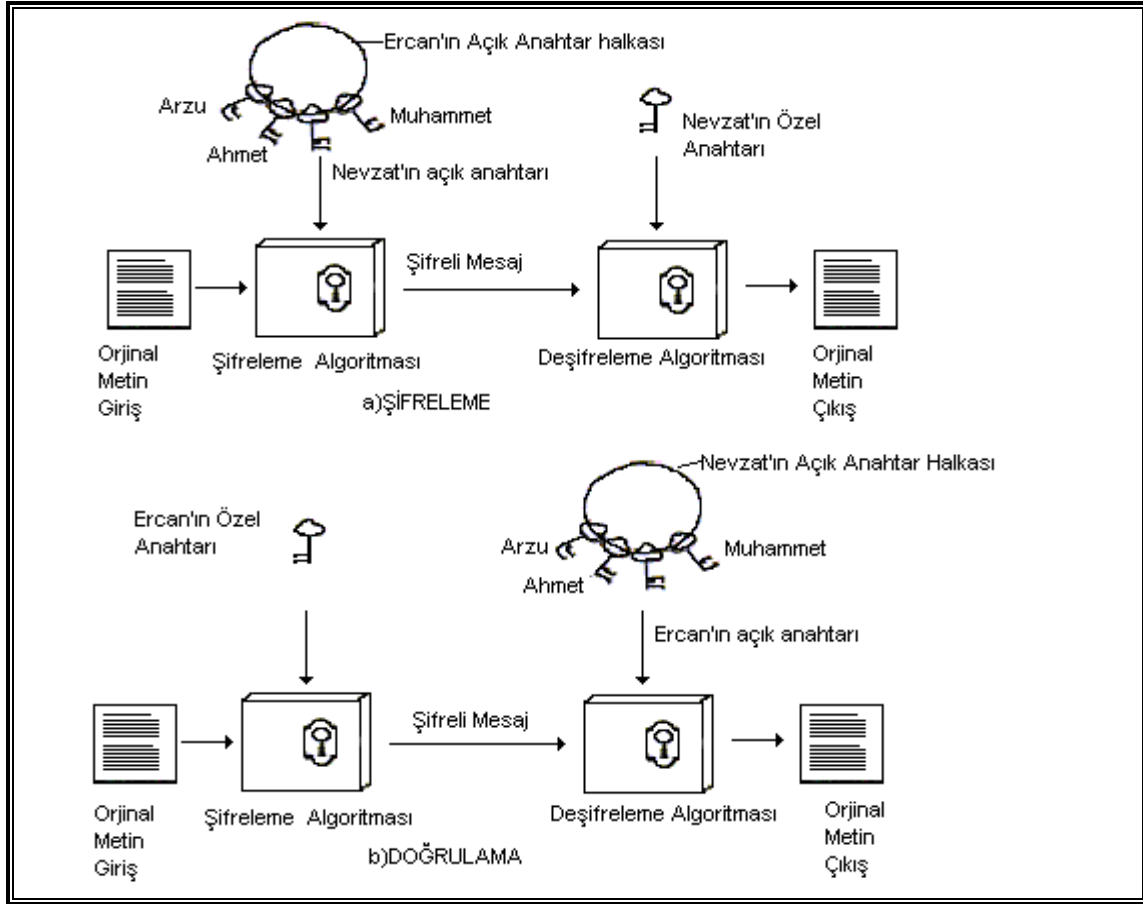 Ercan'ın Açık Anahtar halkası
Arzu
Muhammet
Ahmet
Nevzat'ın açık anahtarı
Nevzat'ın Özel
Anahtarı
Şifreli Mesaj
Orjinal
Metin
Giriş
Şifreleme Algoritması
Deşifreleme Algoritması
Orjinal
Metin
Çıkış
a)ŞİFRELEME
Nevzat'ın Açık Anahtar Halkası
Ercan'ın Özel
Anahtarı
Arzu
Muhammet
Ahmet
Ercan'ın açık anahtarı
Şifreli Mesaj
Orjinal
Metin
Giriş
Şifreleme Algoritması
Deşifreleme Algoritması
Orjinal
Metin
Çıkış
b)DOĞRULAMA